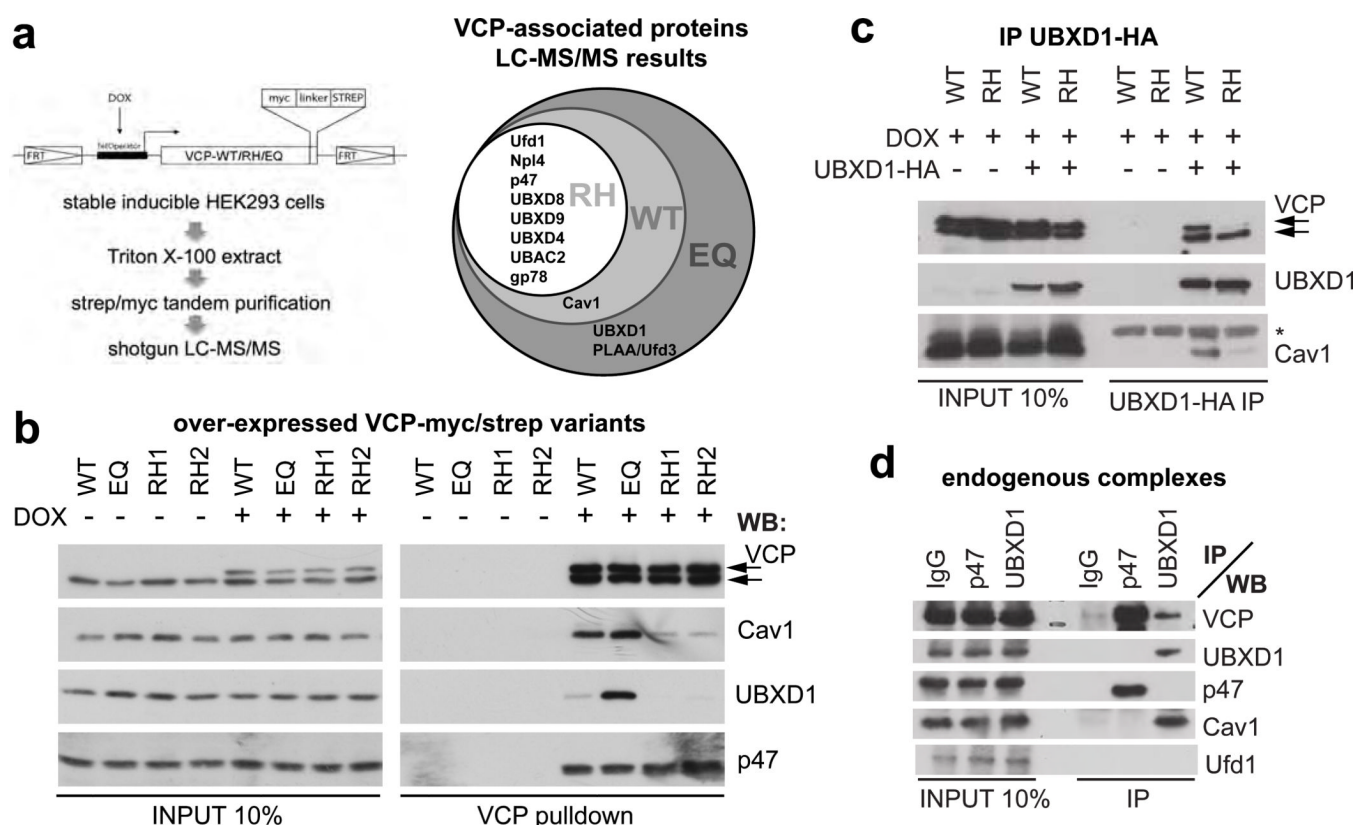 a
DOX
TetOperator
myc linker STREP
FRT
VCP-WT/RH/EQ
FRT
stable inducible HEK293 cells
Triton X-100 extract
strep/myc tandem purification
shotgun LC-MS/MS
VCP-associated proteins
LC-MS/MS results
Ufd1
Npl4
p47
UBXD8
UBXD9
UBXD4
UBAC2
gp78
RH
WT
EQ
Cav1
UBXD1
PLAA/Ufd3
b
over-expressed VCP-myc/strep variants
WT EQ RH1 RH2 WT EQ RH1 RH2 WT EQ RH1 RH2 WT EQ RH1 RH2
DOX - - - - + + + + - - - - + + + + WB:
VCP
Cav1
UBXD1
p47
INPUT 10% VCP pulldown
c
IP UBXD1-HA
WT RH WT RH WT RH WT RH
DOX + + + + + + + +
UBXD1-HA - - + + - - + +
VCP
UBXD1
*
Cav1
INPUT 10% UBXD1-HA IP
d
endogenous complexes
IgG p47 UBXD1 IgG p47 UBXD1 IP/WB
VCP
UBXD1
p47
Cav1
Ufd1
INPUT 10% IP